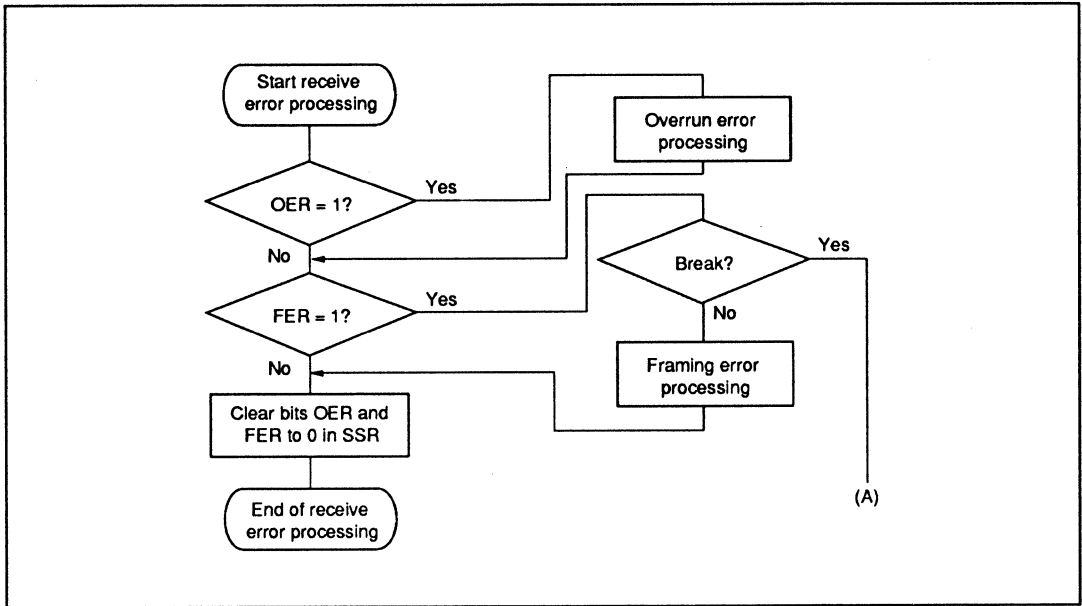 Start receive
error processing
Overrun error
processing
OER = 1?
Yes
No
Break?
Yes
FER = 1?
Yes
No
No
Framing error
processing
Clear bits OER and
FER to 0 in SSR
(A)
End of receive
error processing